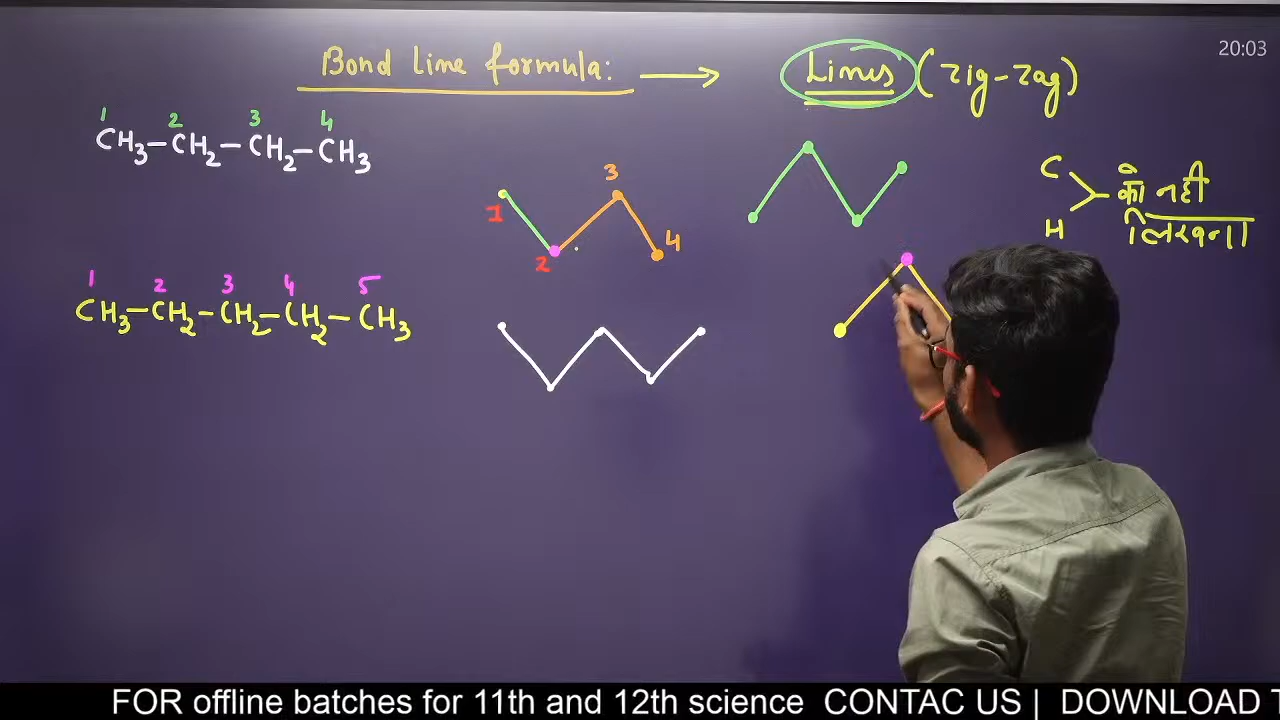 20:03
Bond line formula: → Lines (zig-zag)
1 2 3 4
CH₃–CH₂–CH₂–CH₃
C
H
को नही
लिखना
3
1
4
2
1 2 3 4 5
CH₃–CH₂–CH₂–CH₂–CH₃
FOR offline batches for 11th and 12th science CONTAC US | DOWNLOAD